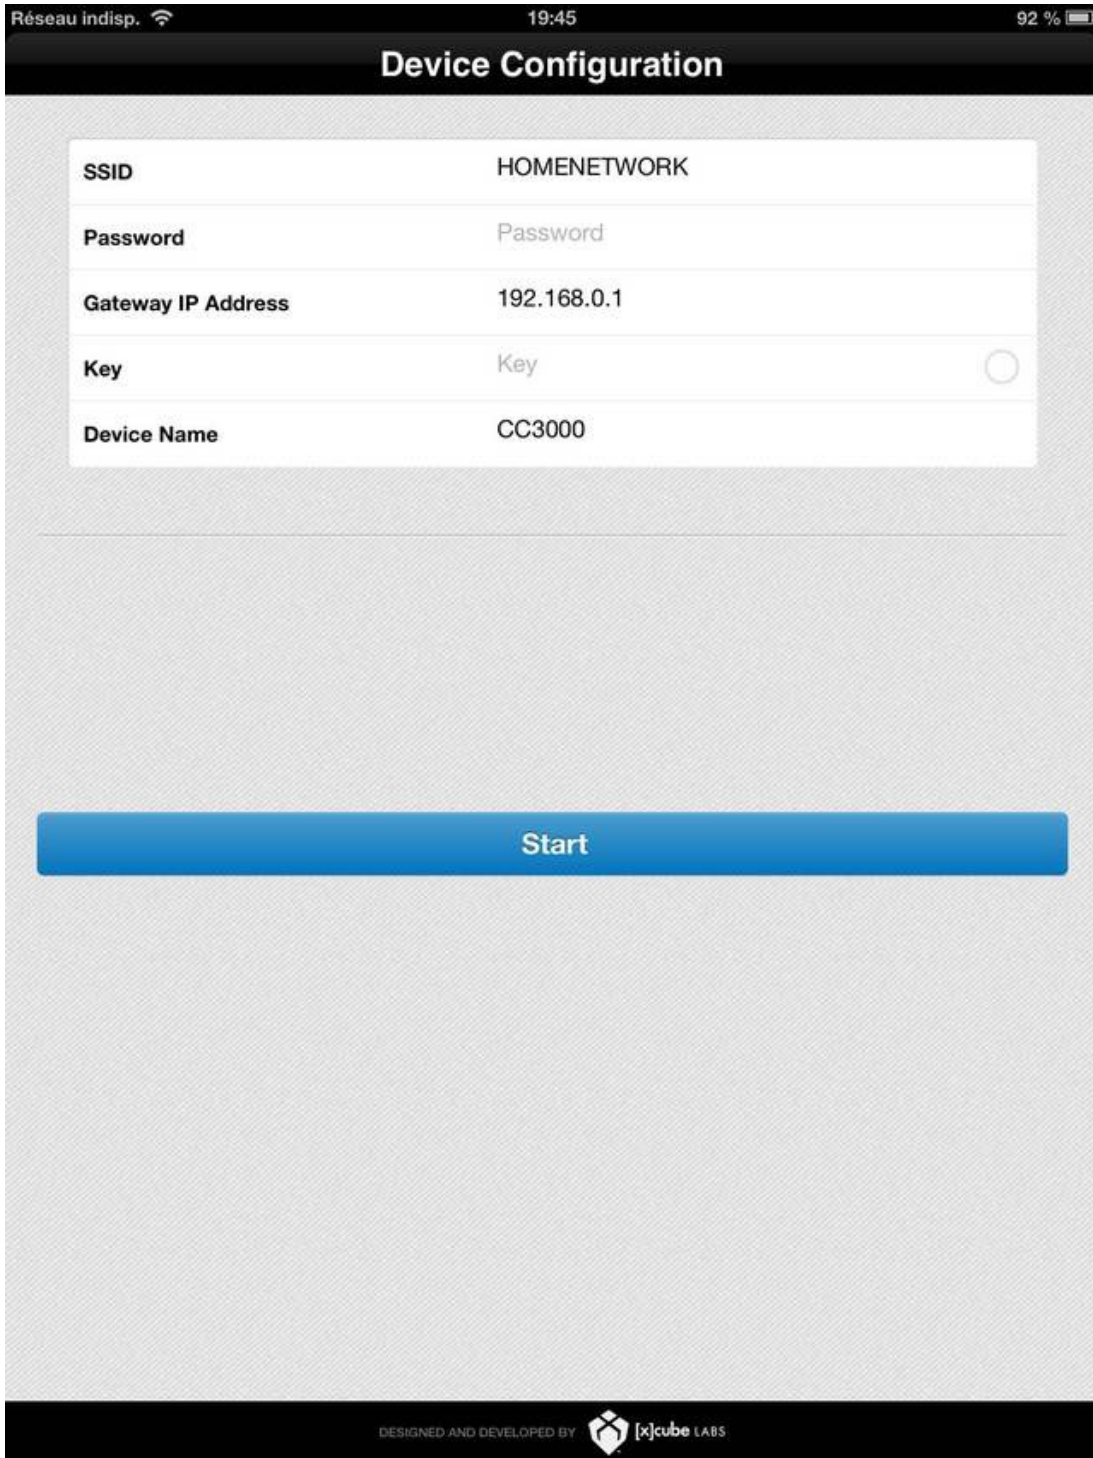 Réseau indisp. 19:45 92 %
Device Configuration
SSID HOMENETWORK
Password Password
Gateway IP Address 192.168.0.1
Key Key
Device Name CC3000
Start
DESIGNED AND DEVELOPED BY [x]cube LABS